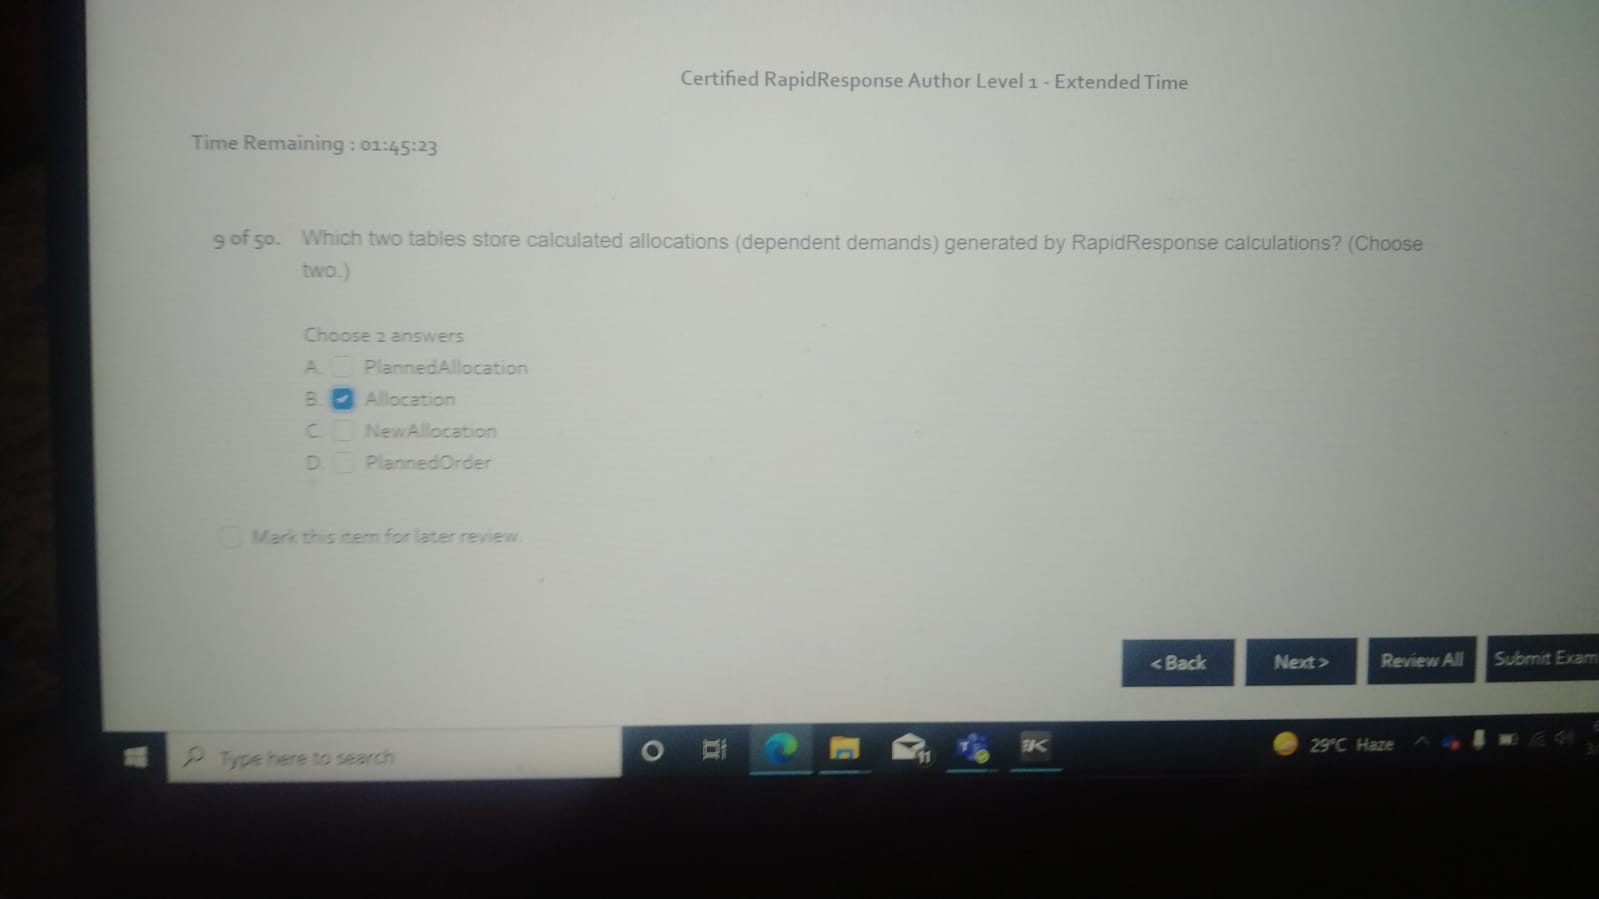 Certified RapidResponse Author Level 1 - Extended Time
Time Remaining : 01:45:23
9 of 50. Which two tables store calculated allocations (dependent demands) generated by RapidResponse calculations? (Choose
two.)
Choose 2 answers
A. PlannedAllocation
B. Allocation
C. NewAllocation
D. PlannedOrder
Mark this item for later review.
< Back Next > Review All Submit Exam
Type here to search
11
T
29°C Haze